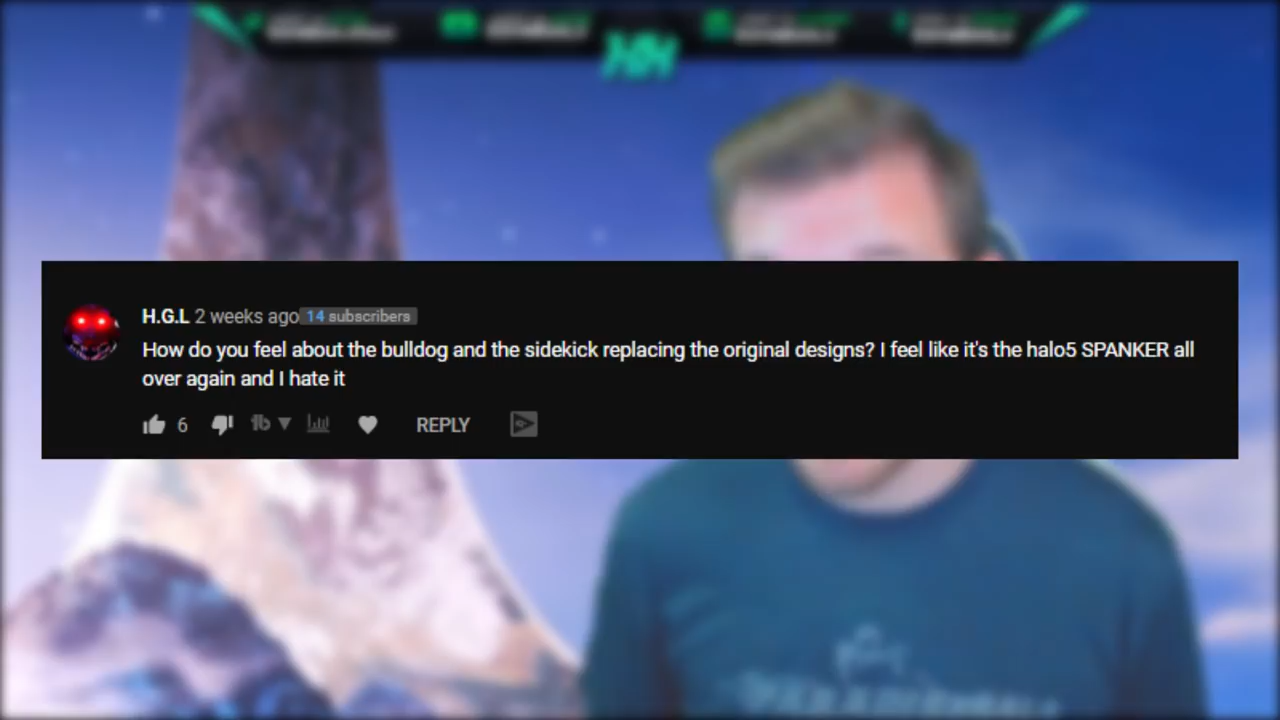 HH
H.G.L 2 weeks ago 14 subscribers
How do you feel about the bulldog and the sidekick replacing the original designs? I feel like it's the halo5 SPANKER all
over again and I hate it
6 REPLY